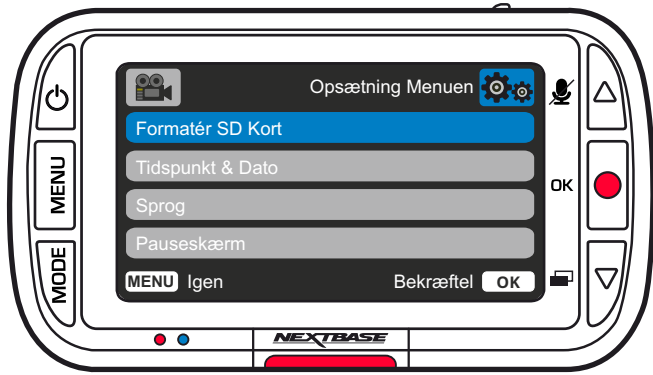 Opsætning Menuen
Formatér SD Kort
Tidspunkt & Dato
Sprog
Pauseskærm
MENU Igen
Bekræftel OK
MENU
MODE
OK
NEXTBASE